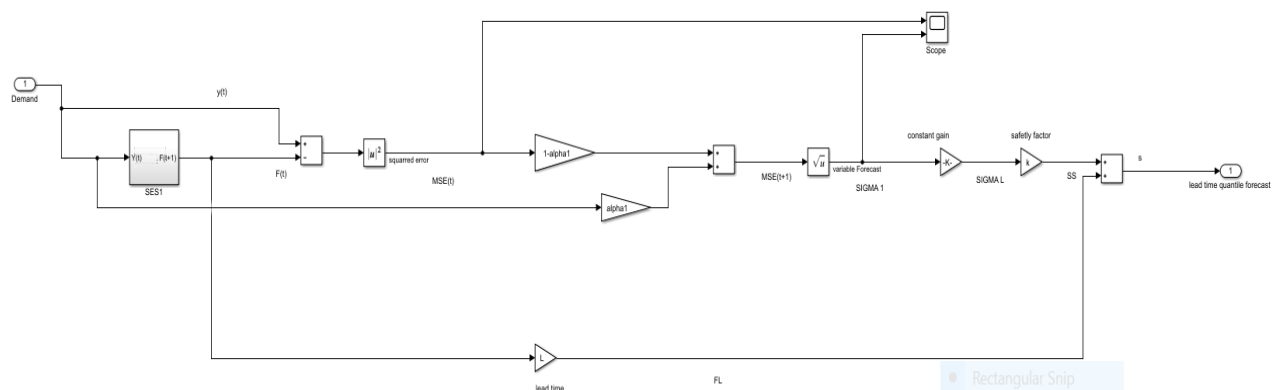 Scope
1
Demand
y(t)
Y(t)
F(t+1)
SES1
+
−
F(t)
|u|²
squarred error
MSE(t)
1-alpha1
alpha1
+
+
MSE(t+1)
√u
variable Forecast
SIGMA 1
constant gain
-K-
SIGMA L
safetly factor
k
SS
+
+
s
1
lead time quantile forecast
L
lead time
FL
Rectangular Snip